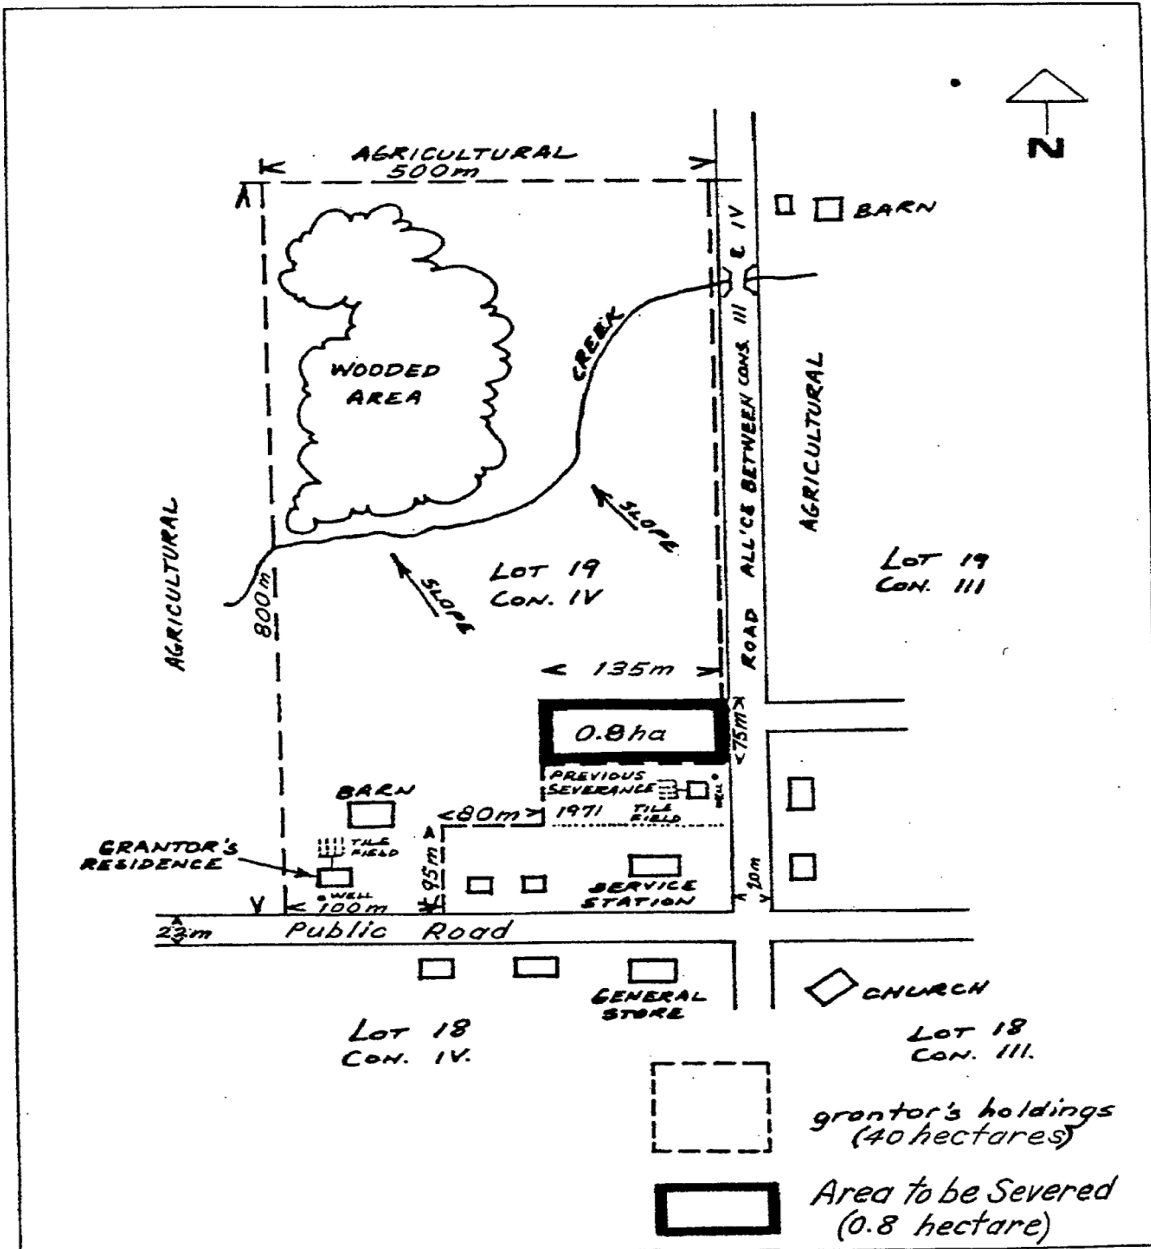 AGRICULTURAL
500m
N
BARN
ROAD ALL'CE BETWEEN CONS. III & IV
CREEK
WOODED
AREA
AGRICULTURAL
AGRICULTURAL
SLOPE
SLOPE
800m
LOT 19
CON. IV
LOT 19
CON. III
135m
0.8ha
75m
PREVIOUS
SEVERANCE
1971
TILE
FIELD
WELL
BARN
80m
GRANTOR'S
RESIDENCE
TILE
FIELD
WELL
95m
100m
SERVICE
STATION
20m
23m
Public Road
GENERAL
STORE
CHURCH
LOT 18
CON. IV.
LOT 18
CON. III.
grantor's holdings
(40 hectares)
Area to be Severed
(0.8 hectare)